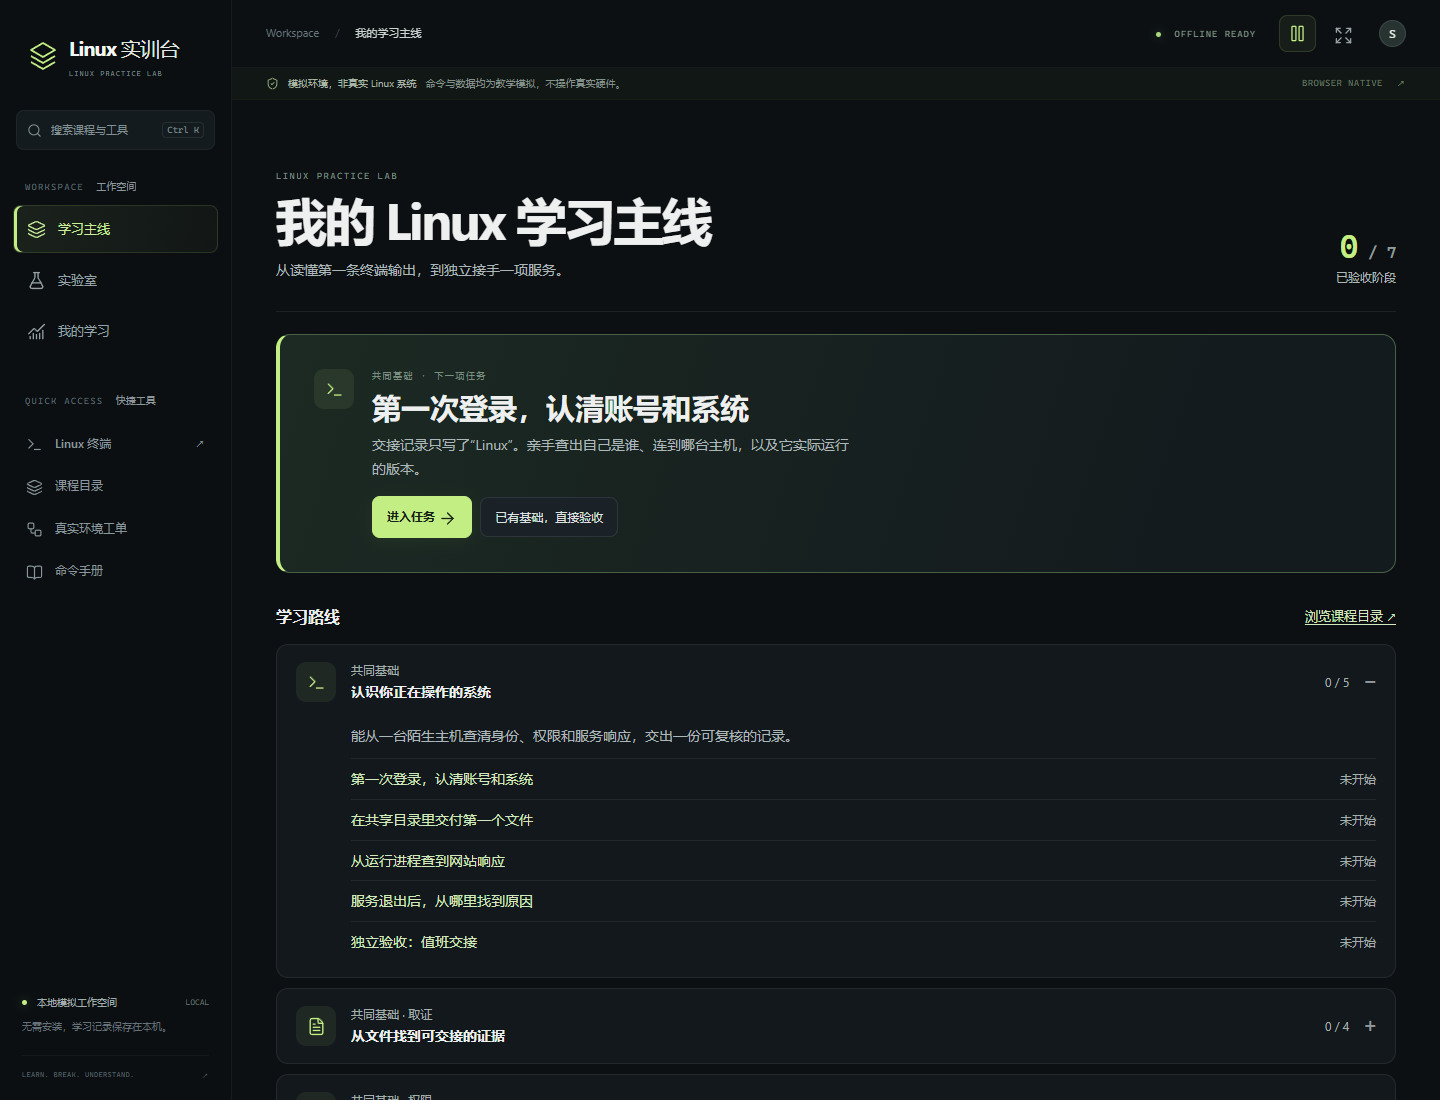 Linux 实训台
LINUX PRACTICE LAB
搜索课程与工具 Ctrl K
WORKSPACE 工作空间
学习主线
实验室
我的学习
QUICK ACCESS 快捷工具
Linux 终端 ↗
课程目录
真实环境工单
命令手册
本地模拟工作空间 LOCAL
无需安装，学习记录保存在本机。
LEARN. BREAK. UNDERSTAND. ↗
Workspace / 我的学习主线
OFFLINE READY
S
模拟环境，非真实 Linux 系统 命令与数据均为教学模拟，不操作真实硬件。
BROWSER NATIVE ↗
LINUX PRACTICE LAB
我的 Linux 学习主线
从读懂第一条终端输出，到独立接手一项服务。
0 / 7
已验收阶段
共同基础 · 下一项任务
第一次登录，认清账号和系统
交接记录只写了“Linux”。亲手查出自己是谁、连到哪台主机，以及它实际运行
的版本。
进入任务 →
已有基础，直接验收
学习路线
浏览课程目录 ↗
共同基础
认识你正在操作的系统
0 / 5
能从一台陌生主机查清身份、权限和服务响应，交出一份可复核的记录。
第一次登录，认清账号和系统 未开始
在共享目录里交付第一个文件 未开始
从运行进程查到网站响应 未开始
服务退出后，从哪里找到原因 未开始
独立验收：值班交接 未开始
共同基础 · 取证
从文件找到可交接的证据
0 / 4
共同基础 · 权限